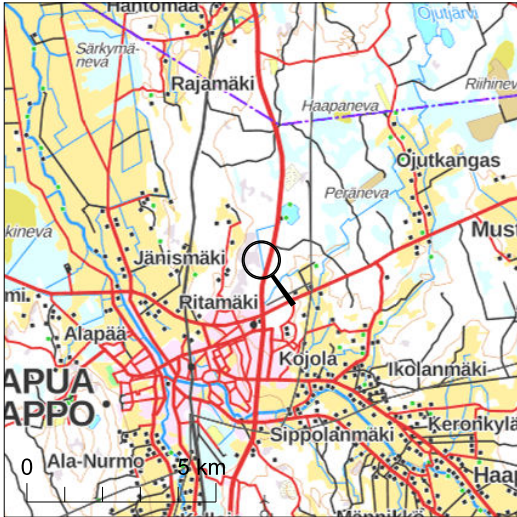 Hantomaa
Ojutjärvi
Särkymä-
neva
Rajamäki
Riihinev
Haapaneva
Ojutkangas
Peräneva
kineva
Must
Jänismäki
mi
Ritamäki
Alapää
Kojola
Ikolanmäki
APUA
APPO
Keronkylä
Sippolanmäki
Ala-Nurmo
0 5 km
Haap
Männikkö